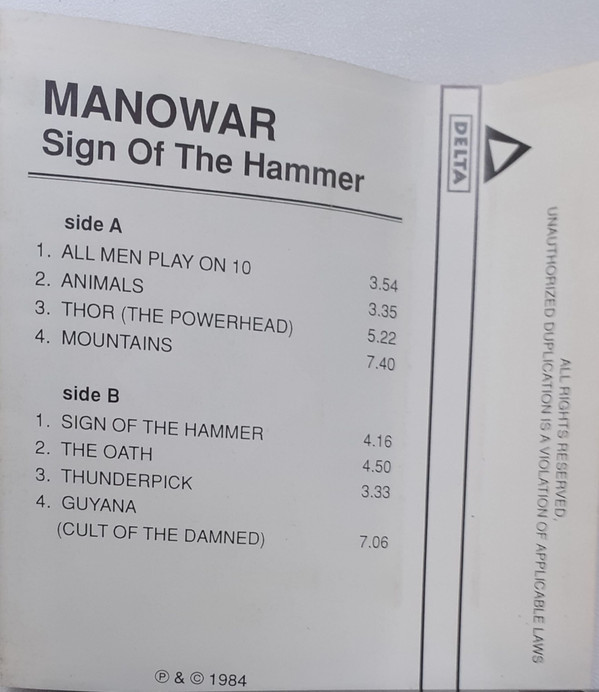 MANOWAR
Sign Of The Hammer
side A
1. ALL MEN PLAY ON 10 3.54
2. ANIMALS 3.35
3. THOR (THE POWERHEAD) 5.22
4. MOUNTAINS 7.40
side B
1. SIGN OF THE HAMMER 4.16
2. THE OATH 4.50
3. THUNDERPICK 3.33
4. GUYANA
(CULT OF THE DAMNED) 7.06
℗ & © 1984
DELTA
ALL RIGHTS RESERVED.
UNAUTHORIZED DUPLICATION IS A VIOLATION OF APPLICABLE LAWS